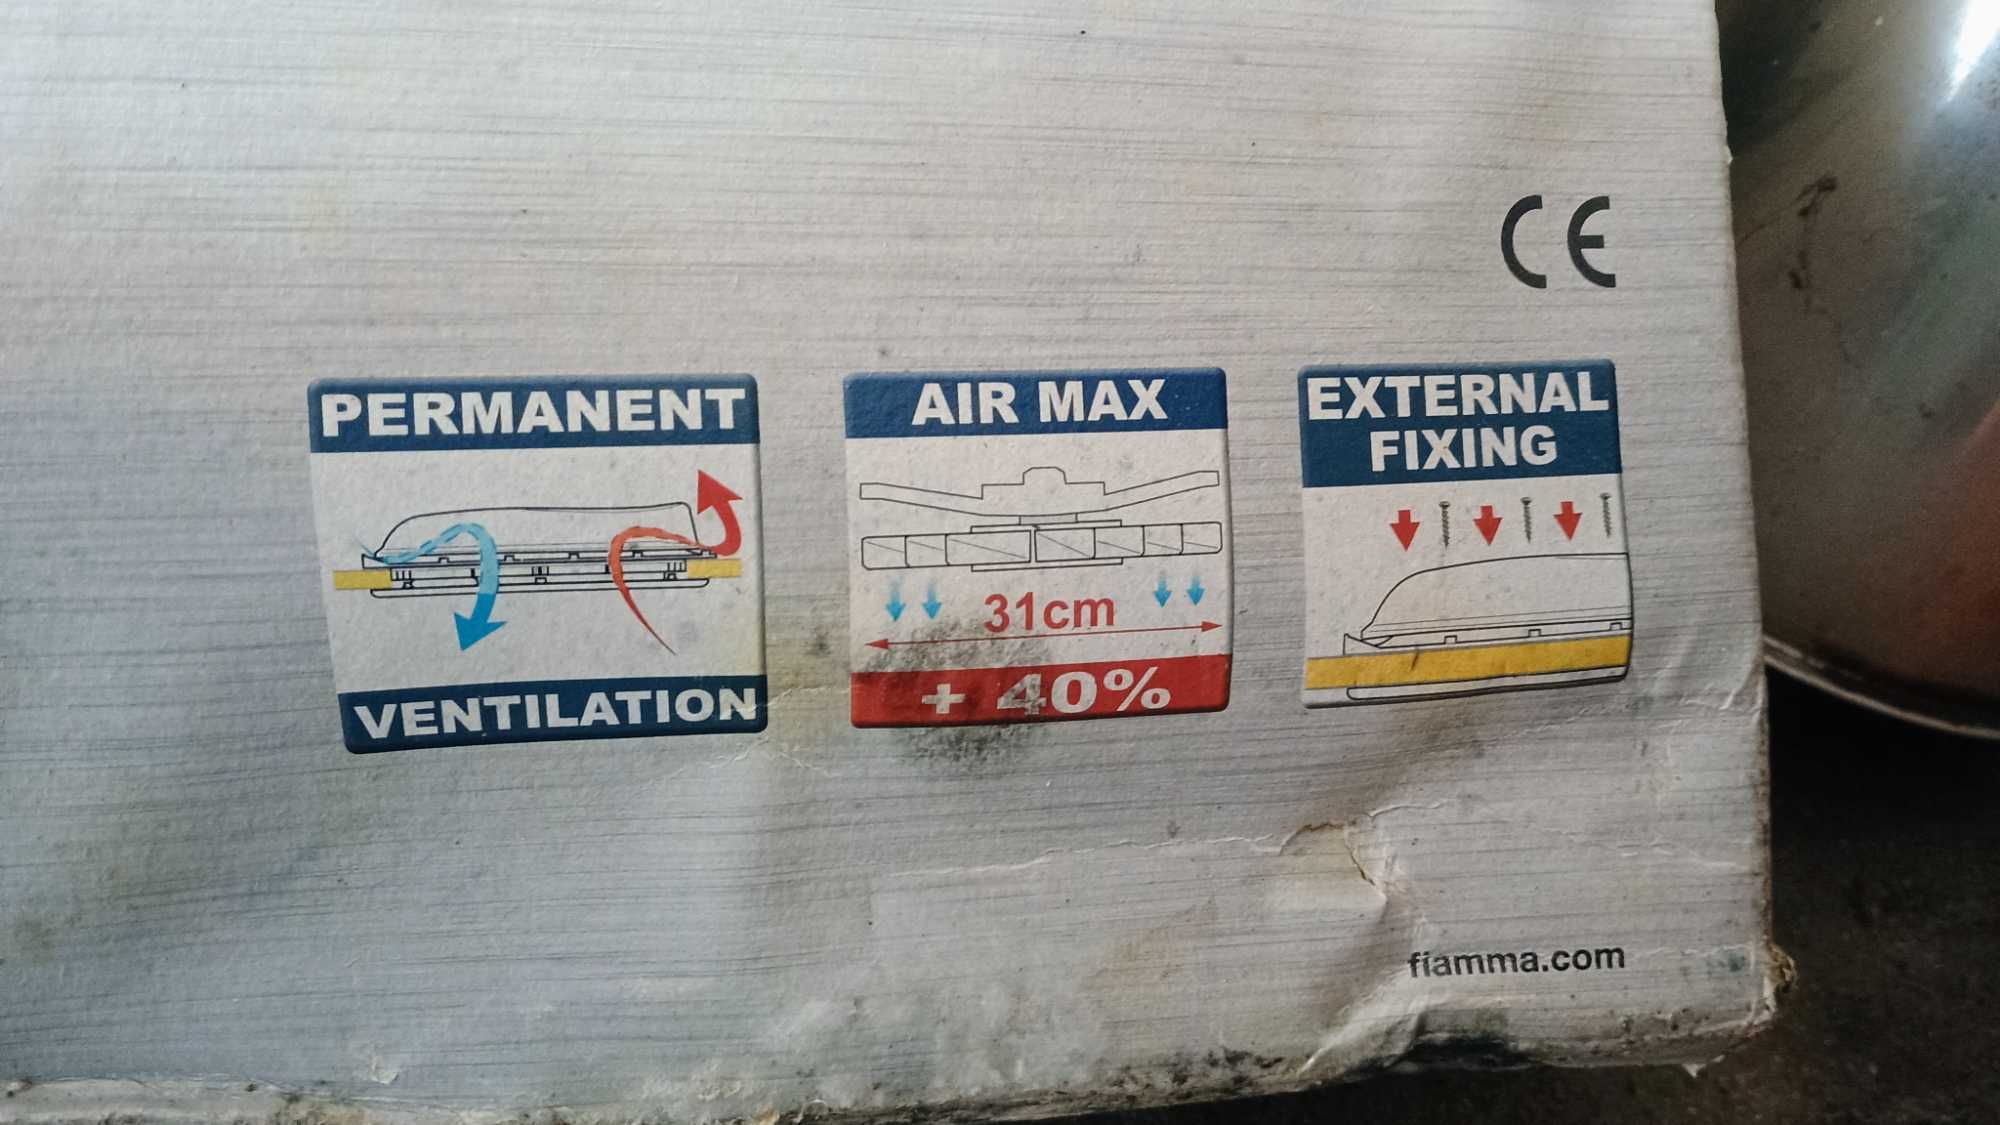 CE
PERMANENT
VENTILATION
AIR MAX
31cm
+ 40%
EXTERNAL
FIXING
fiamma.com